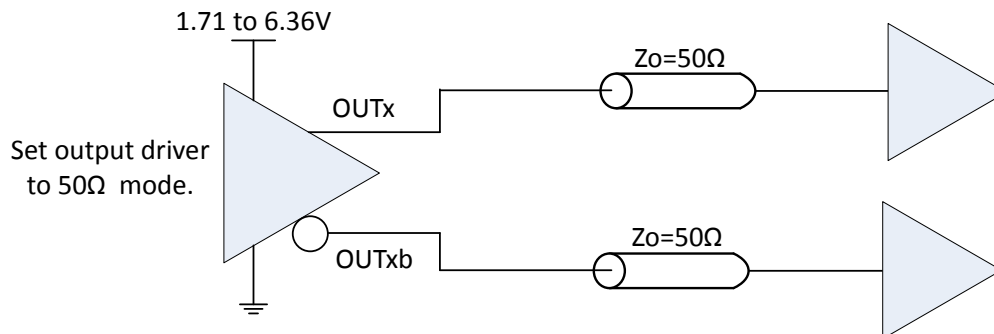 1.71 to 6.36V
Zo=50Ω
OUTx
Set output driver
to 50Ω mode.
Zo=50Ω
OUTxb